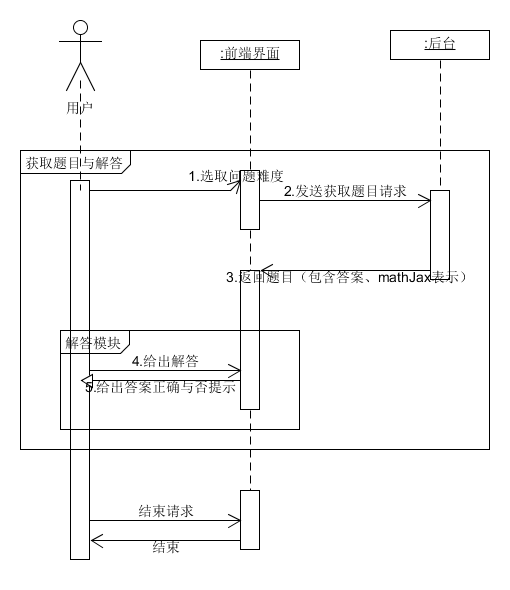 :前端界面
:后台
用户
获取题目与解答
1.选取问题难度
2.发送获取题目请求
3.返回题目（包含答案、mathJax表示）
解答模块
4.给出解答
5.给出答案正确与否提示
结束请求
结束